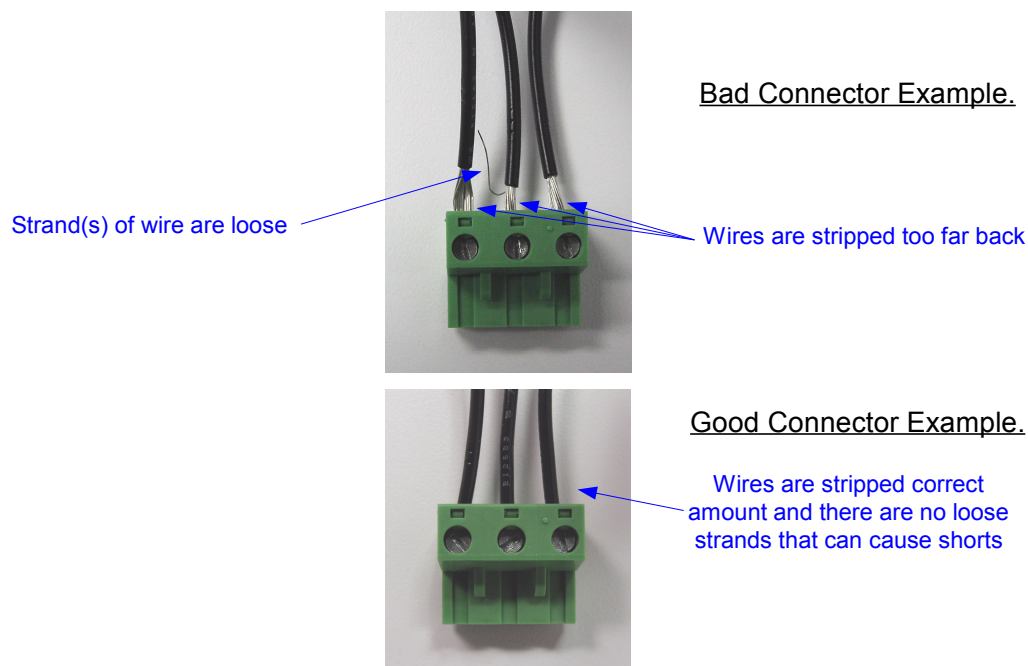 Bad Connector Example.
Strand(s) of wire are loose
Wires are stripped too far back
Good Connector Example.
Wires are stripped correct
amount and there are no loose
strands that can cause shorts